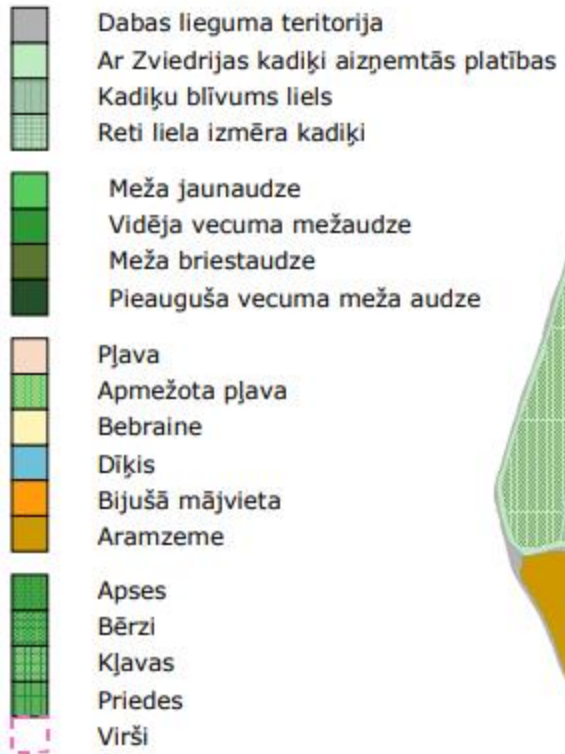 Dabas lieguma teritorija
Ar Zviedrijas kadiķi aizņemtās platības
Kadiķu blīvums liels
Reti liela izmēra kadiķi
Meža jaunaudze
Vidēja vecuma mežaudze
Meža briestaudze
Pieauguša vecuma meža audze
Pļava
Apmežota pļava
Bebraine
Dīķis
Bijušā mājvieta
Aramzeme
Apses
Bērzi
Kļavas
Priedes
Virši